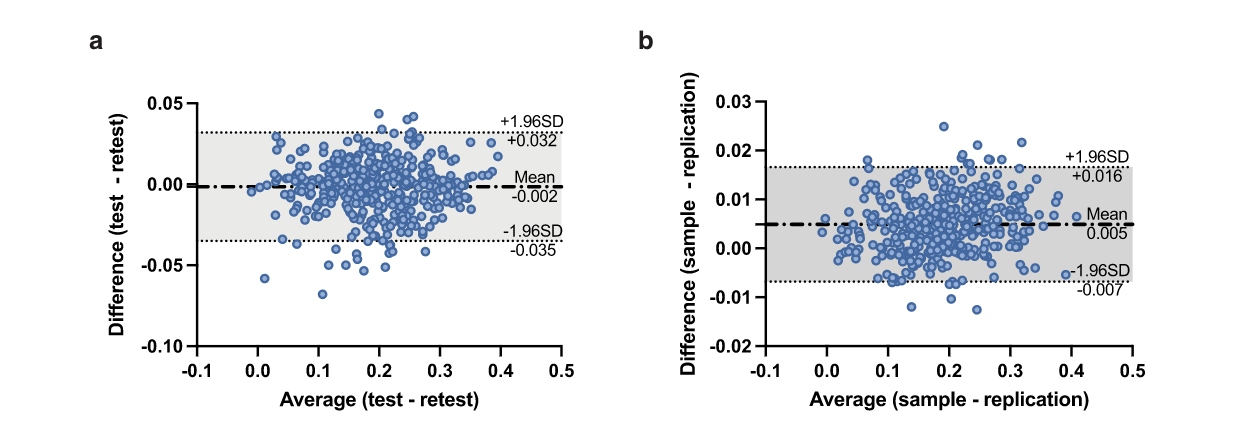 a
b
Difference (test - retest)
0.05
0.00
-0.05
-0.10
+1.96SD
+0.032
Mean
-0.002
-1.96SD
-0.035
-0.1 0.0 0.1 0.2 0.3 0.4 0.5
Average (test - retest)
Difference (sample - replication)
0.03
0.02
0.01
0.00
-0.01
-0.02
+1.96SD
+0.016
Mean
0.005
-1.96SD
-0.007
-0.1 0.0 0.1 0.2 0.3 0.4 0.5
Average (sample - replication)